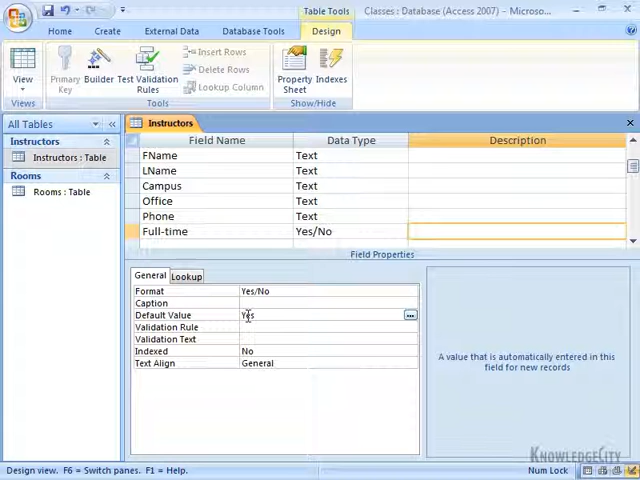 Table Tools
Classes : Database (Access 2007) - Microso...
Home
Create
External Data
Database Tools
Design
View
Primary Key
Builder
Test Validation Rules
Insert Rows
Delete Rows
Lookup Column
Property Sheet
Indexes
Views
Tools
Show/Hide
All Tables
Instructors
Instructors : Table
Rooms
Rooms : Table
Instructors
Field Name Data Type Description
FName Text
LName Text
Campus Text
Office Text
Phone Text
Full-time Yes/No
Field Properties
General Lookup
Format Yes/No
Caption
Default Value Yes
Validation Rule
Validation Text
Indexed No
Text Align General
A value that is automatically entered in this
field for new records
KNOWLEDGECITY
Design view. F6 = Switch panes. F1 = Help.
Num Lock